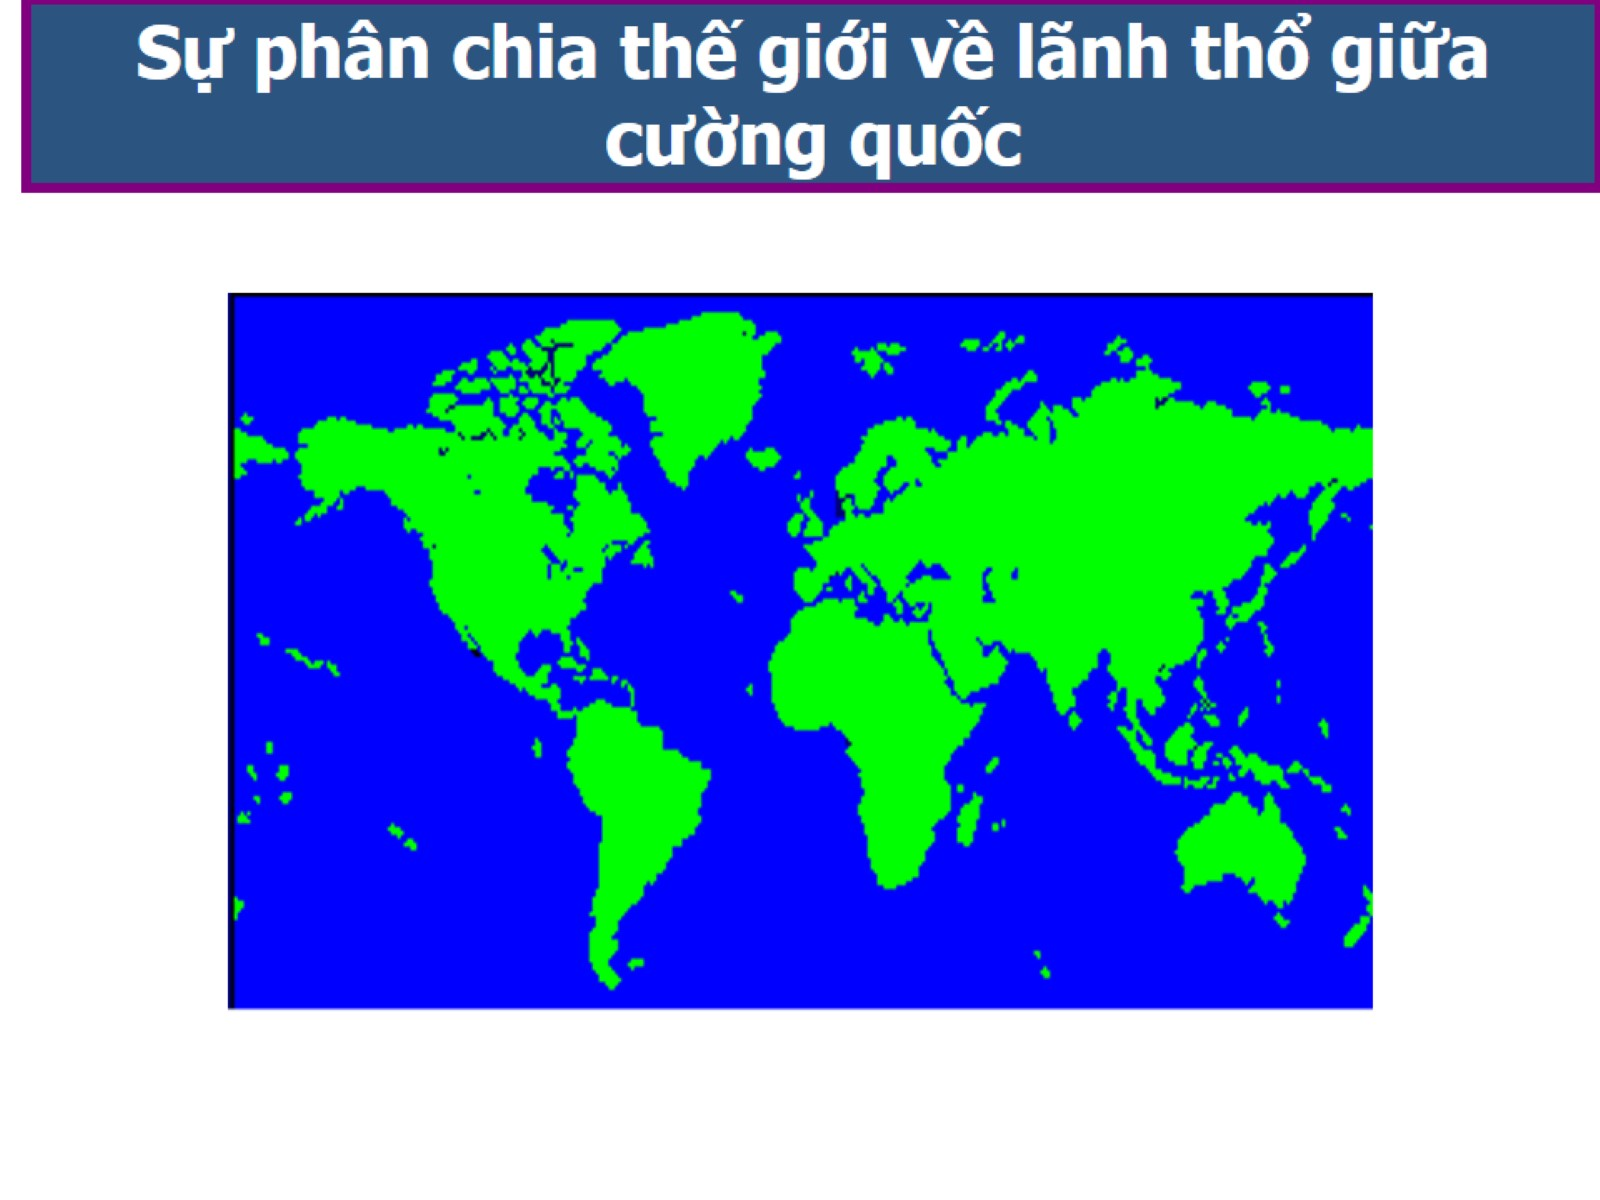 Sự phân chia thế giới về lãnh thổ giữa
cường quốc